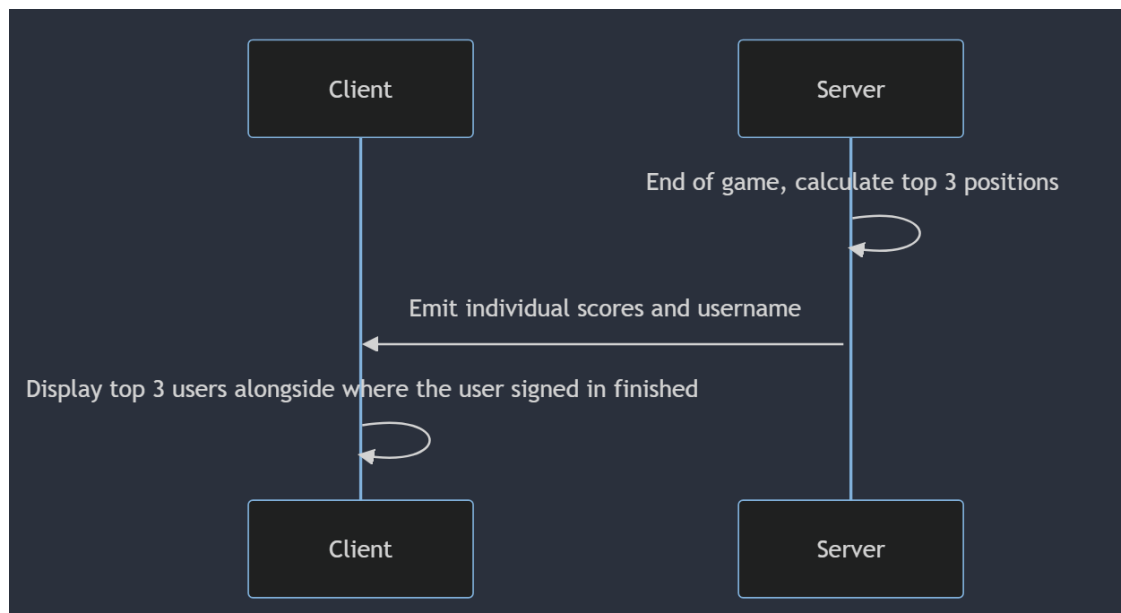 Client
Server
End of game, calculate top 3 positions
Emit individual scores and username
Display top 3 users alongside where the user signed in finished
Client
Server